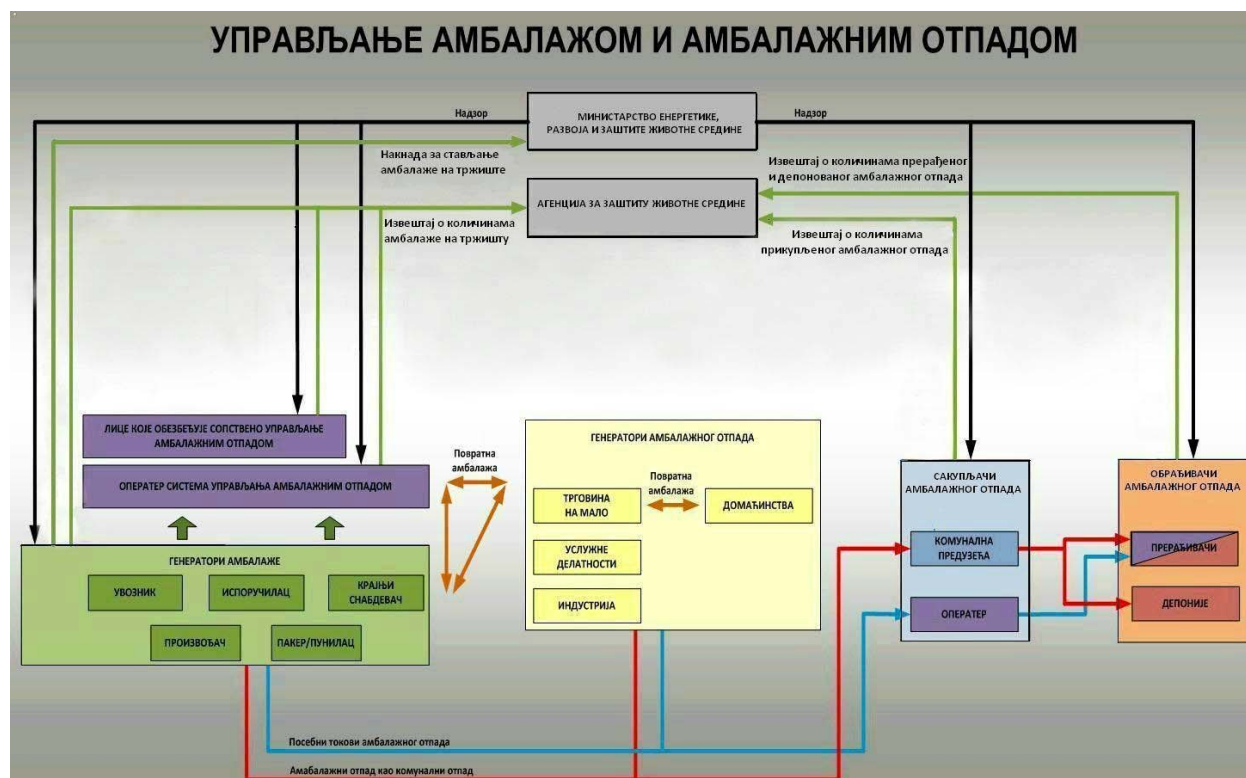 УПРАВЉАЊЕ АМБАЛАЖОМ И АМБАЛАЖНИМ ОТПАДОМ
Надзор
МИНИСТАРСТВО ЕНЕРГЕТИКЕ,
РАЗВОЈА И ЗАШТИТЕ ЖИВОТНЕ СРЕДИНЕ
Надзор
Накнада за стављање
амбалаже на тржиште
Извештај о количинама прерађеног
и депонованог амбалажног отпада
АГЕНЦИЈА ЗА ЗАШТИТУ ЖИВОТНЕ СРЕДИНЕ
Извештај о количинама
амбалаже на тржишту
Извештај о количинама
прикупљеног амбалажног отпада
ЛИЦЕ КОЈЕ ОБЕЗБЕЂУЈЕ СОПСТВЕНО УПРАВЉАЊЕ
АМБАЛАЖНИМ ОТПАДОМ
ОПЕРАТЕР СИСТЕМА УПРАВЉАЊА АМБАЛАЖНИМ ОТПАДОМ
ГЕНЕРАТОРИ АМБАЛАЖЕ
УВОЗНИК
ИСПОРУЧИЛАЦ
КРАЈЊИ
СНАБДЕВАЧ
ПРОИЗВОЂАЧ
ПАКЕР/ПУНИЛАЦ
Повратна
амбалажа
ГЕНЕРАТОРИ АМБАЛАЖНОГ ОТПАДА
ТРГОВИНА
НА МАЛО
Повратна
амбалажа
ДОМАЋИНСТВА
УСЛУЖНЕ
ДЕЛАТНОСТИ
ИНДУСТРИЈА
САКУПЉАЧИ
АМБАЛАЖНОГ ОТПАДА
КОМУНАЛНА
ПРЕДУЗЕЋА
ОПЕРАТЕР
ОБРАЂИВАЧИ
АМБАЛАЖНОГ ОТПАДА
ПРЕРАЂИВАЧИ
ДЕПОНИЈЕ
Посебни токови амбалажног отпада
Амабалажни отпад као комунални отпад